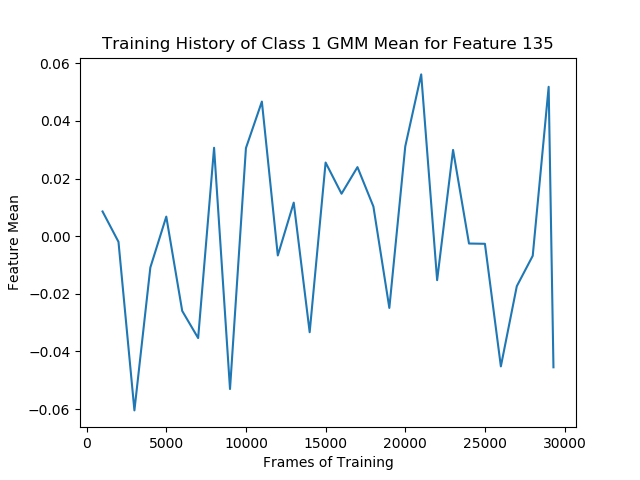 Training History of Class 1 GMM Mean for Feature 135
0.06
0.04
0.02
0.00
−0.02
−0.04
−0.06
Feature Mean
0 5000 10000 15000 20000 25000 30000
Frames of Training